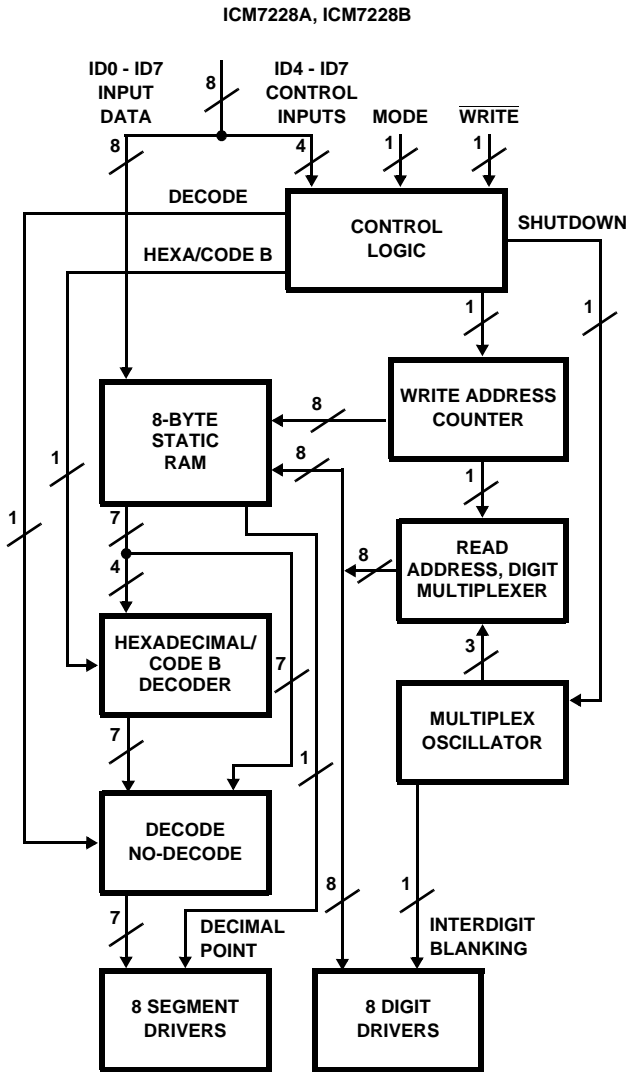 ICM7228A, ICM7228B
ID0 - ID7
INPUT
DATA
8
ID4 - ID7
CONTROL
INPUTS
MODE
WRITE
8
4
1
1
DECODE
CONTROL
LOGIC
SHUTDOWN
HEXA/CODE B
1
1
8-BYTE
STATIC
RAM
8
WRITE ADDRESS
COUNTER
8
1
1
1
7
4
8
READ
ADDRESS, DIGIT
MULTIPLEXER
HEXADECIMAL/
CODE B
DECODER
7
3
MULTIPLEX
OSCILLATOR
7
1
DECODE
NO-DECODE
8
1
7
DECIMAL
POINT
INTERDIGIT
BLANKING
8 SEGMENT
DRIVERS
8 DIGIT
DRIVERS